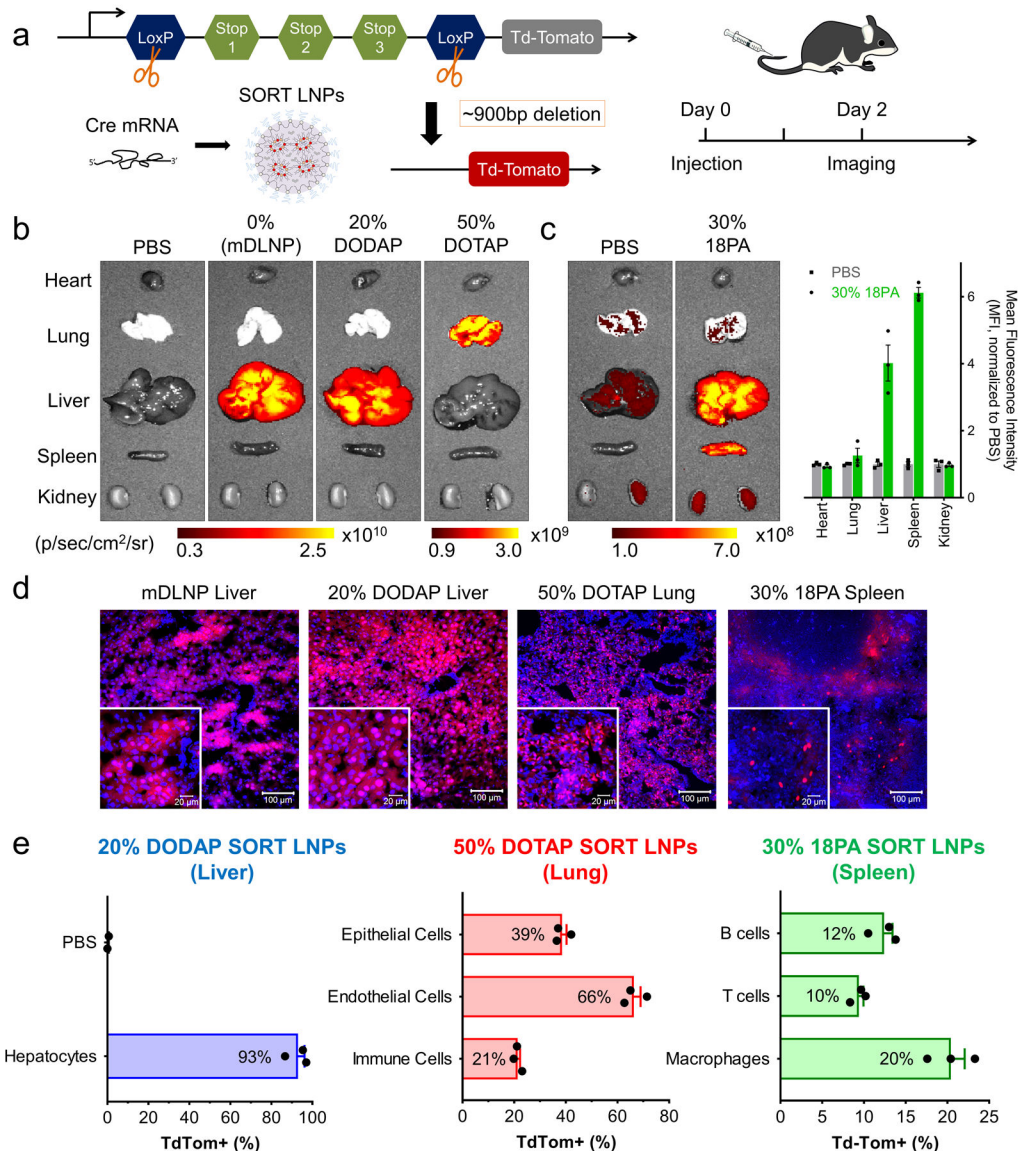 a
LoxP
Stop
1
Stop
2
Stop
3
LoxP
Td-Tomato
SORT LNPs
Cre mRNA
5'
3'
~900bp deletion
Td-Tomato
Day 0
Day 2
Injection
Imaging
b
PBS
0%
(mDLNP)
20%
DODAP
50%
DOTAP
Heart
Lung
Liver
Spleen
Kidney
(p/sec/cm²/sr)
0.3
2.5
x10¹⁰
0.9
3.0
x10⁹
c
PBS
30%
18PA
1.0
7.0
x10⁸
PBS
30% 18PA
6
4
2
0
Mean Fluorescence Intensity
(MFI, normalized to PBS)
Heart
Lung
Liver
Spleen
Kidney
d
mDLNP Liver
20% DODAP Liver
50% DOTAP Lung
30% 18PA Spleen
20 µm
100 µm
20 µm
100 µm
20 µm
100 µm
20 µm
100 µm
e
20% DODAP SORT LNPs
(Liver)
PBS
Hepatocytes
93%
0 20 40 60 80 100
TdTom+ (%)
50% DOTAP SORT LNPs
(Lung)
Epithelial Cells
39%
Endothelial Cells
66%
Immune Cells
21%
0 20 40 60 80
TdTom+ (%)
30% 18PA SORT LNPs
(Spleen)
B cells
12%
T cells
10%
Macrophages
20%
0 5 10 15 20 25
Td-Tom+ (%)